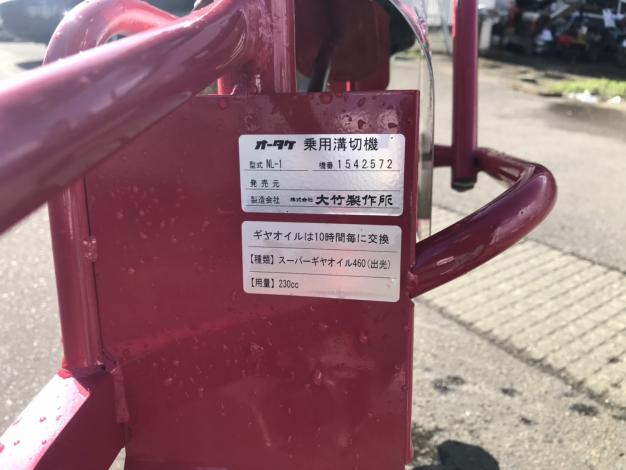 オータケ 乗用溝切機
型式 NL-1 機番 1542572
発売元
製造会社 株式会社 大竹製作所
ギヤオイルは10時間毎に交換
【種類】スーパーギヤオイル460(出光)
【用量】230cc